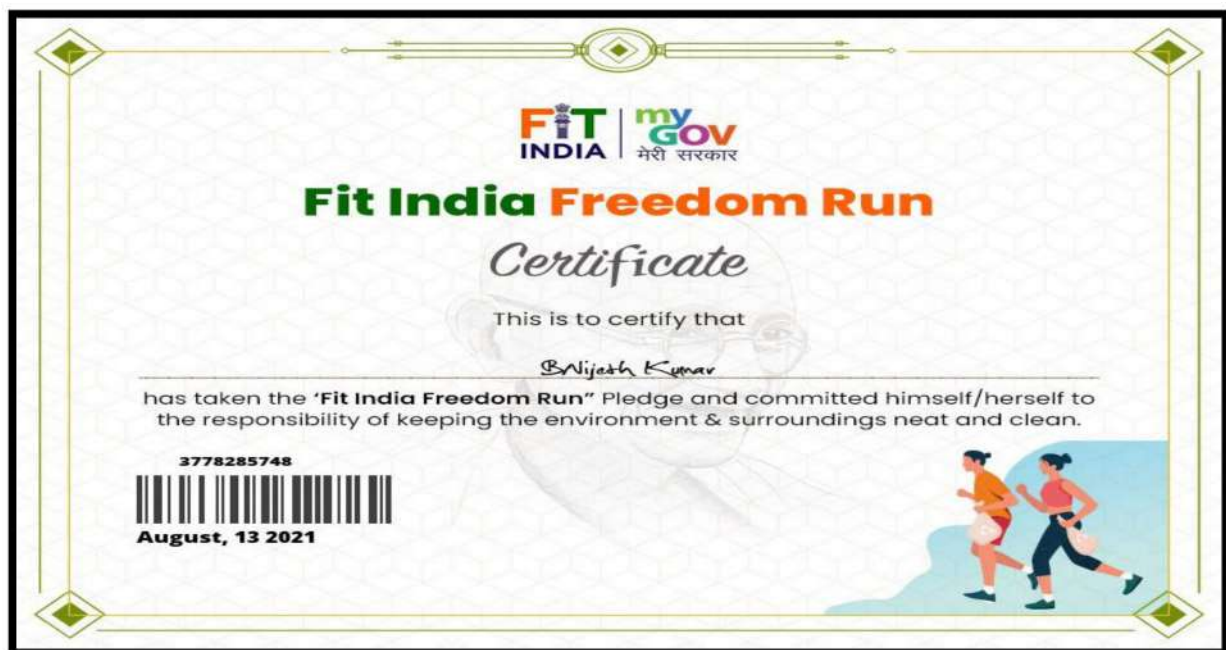 FiT
INDIA
my
GOV
मेरी सरकार
Fit India Freedom Run
Certificate
This is to certify that
BNijesh Kumar
has taken the ‘Fit India Freedom Run” Pledge and committed himself/herself to
the responsibility of keeping the environment & surroundings neat and clean.
3778285748
August, 13 2021